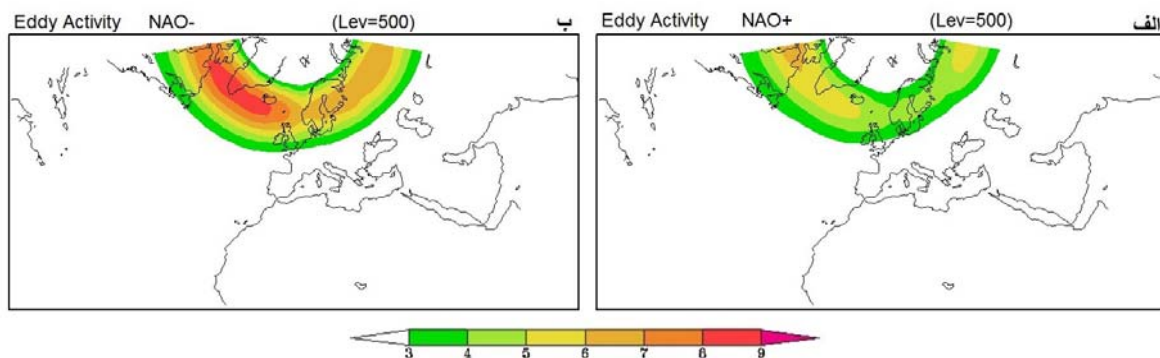 Eddy Activity NAO- (Lev=500) ب
Eddy Activity NAO+ (Lev=500) الف
3 4 5 6 7 8 9